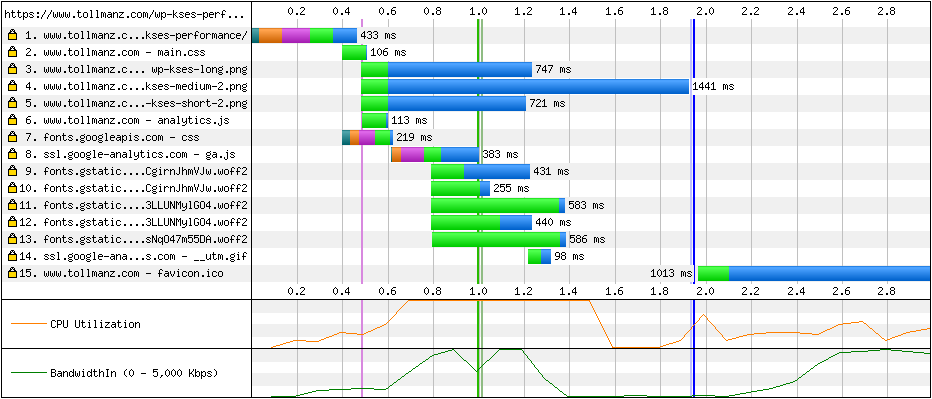 https://www.tollmanz.com/wp-kses-perf...
0.2 0.4 0.6 0.8 1.0 1.2 1.4 1.6 1.8 2.0 2.2 2.4 2.6 2.8
1. www.tollmanz.c...kses-performance/ 433 ms
2. www.tollmanz.com - main.css 106 ms
3. www.tollmanz.c... wp-kses-long.png 747 ms
4. www.tollmanz.c...kses-medium-2.png 1441 ms
5. www.tollmanz.c...-kses-short-2.png 721 ms
6. www.tollmanz.com - analytics.js 113 ms
7. fonts.googleapis.com - css 219 ms
8. ssl.google-analytics.com - ga.js 383 ms
9. fonts.gstatic....CgirnJhmVJw.woff2 431 ms
10. fonts.gstatic....CgirnJhmVJw.woff2 255 ms
11. fonts.gstatic....3LLUNMylGO4.woff2 583 ms
12. fonts.gstatic....3LLUNMylGO4.woff2 440 ms
13. fonts.gstatic....sNqO47m55DA.woff2 586 ms
14. ssl.google-ana...s.com - __utm.gif 98 ms
15. www.tollmanz.com - favicon.ico 1013 ms
0.2 0.4 0.6 0.8 1.0 1.2 1.4 1.6 1.8 2.0 2.2 2.4 2.6 2.8
CPU Utilization
BandwidthIn (0 - 5,000 Kbps)